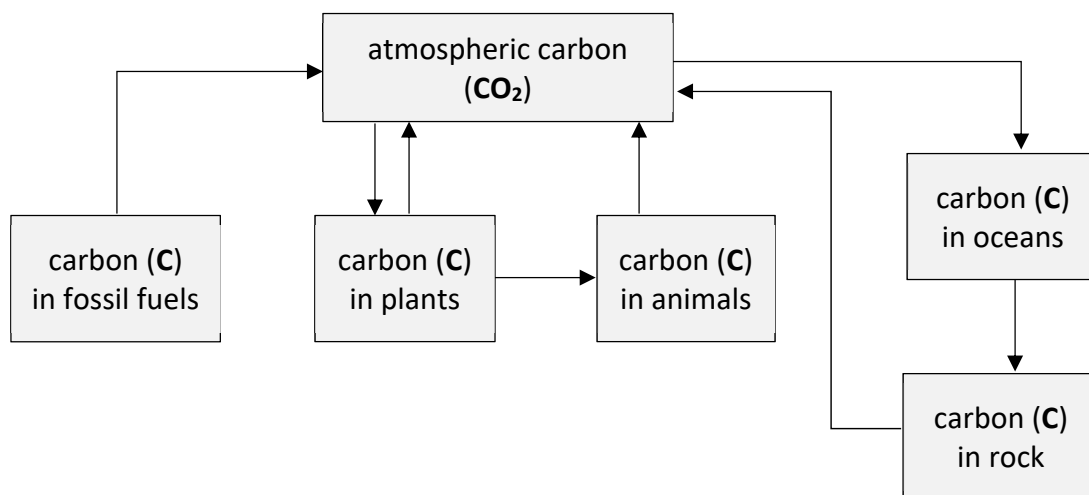 atmospheric carbon
(CO₂)
carbon (C)
in fossil fuels
carbon (C)
in plants
carbon (C)
in animals
carbon (C)
in oceans
carbon (C)
in rock